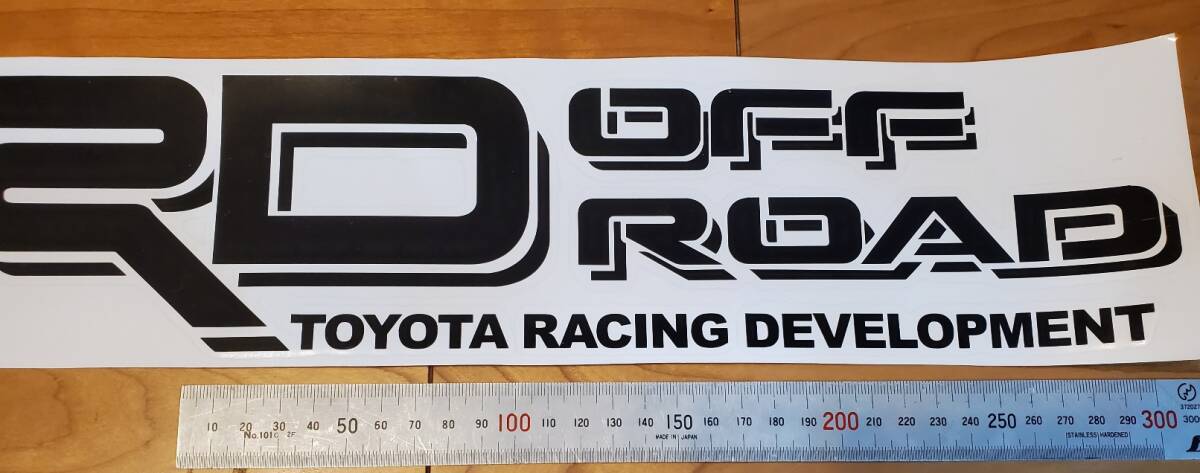 RD OFF
ROAD
TOYOTA RACING DEVELOPMENT
10 20 30 40 50 60 70 80 90 100 110 120 130 140 150 160 170 180 190 200 210 220 230 240 250 260 270 280 290 300
MADE IN JAPAN
STAINLESS HARDENED